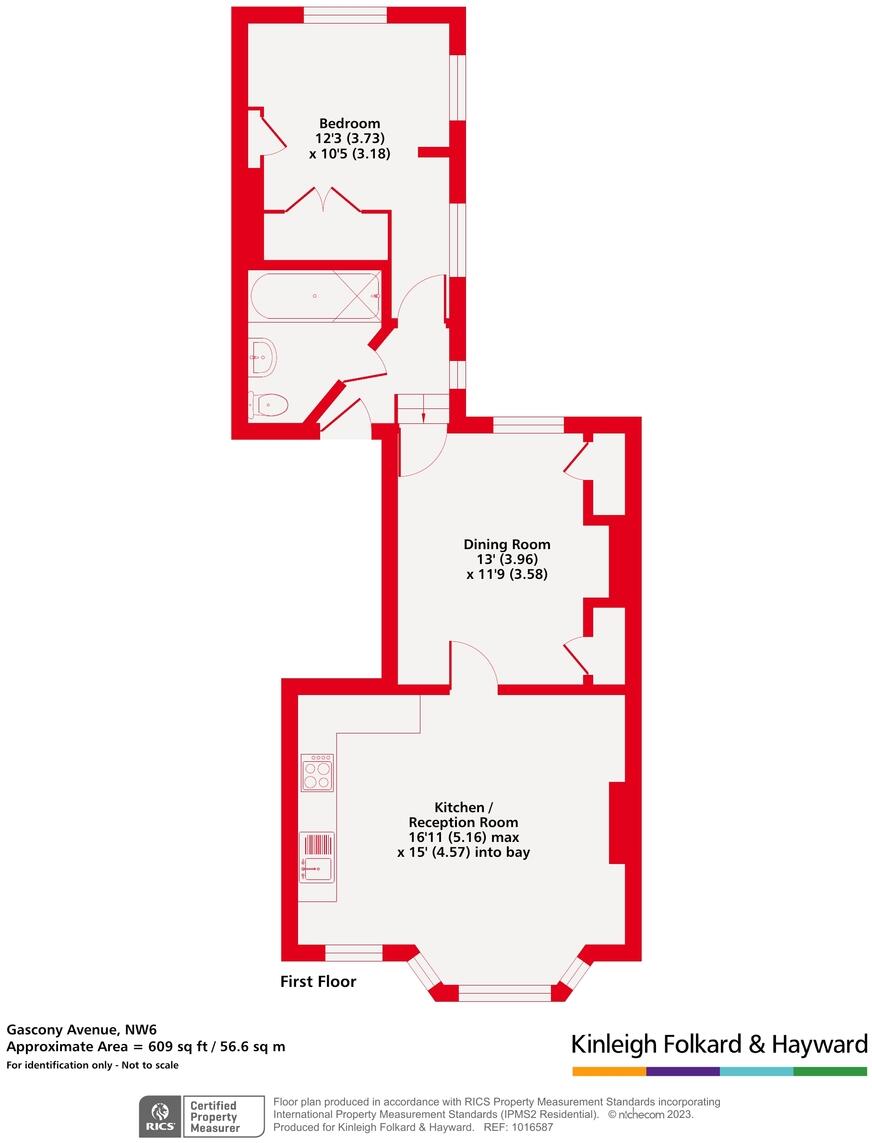 Bedroom
12'3 (3.73)
x 10'5 (3.18)
Dining Room
13' (3.96)
x 11'9 (3.58)
Kitchen /
Reception Room
16'11 (5.16) max
x 15' (4.57) into bay
First Floor
Gascony Avenue, NW6
Approximate Area = 609 sq ft / 56.6 sq m
For identification only - Not to scale
Kinleigh Folkard & Hayward
RICS
Certified
Property
Measurer
Floor plan produced in accordance with RICS Property Measurement Standards incorporating
International Property Measurement Standards (IPMS2 Residential). © nichecom 2023.
Produced for Kinleigh Folkard & Hayward. REF: 1016587